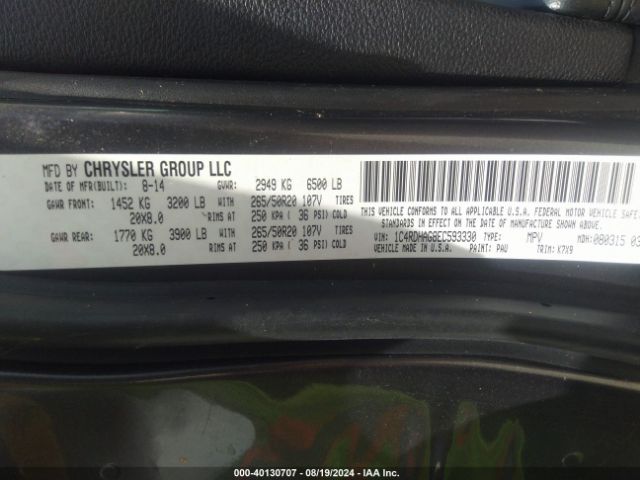 MFD BY CHRYSLER GROUP LLC
DATE OF MFR(BUILT): 8-14 GVWR: 2949 KG 6500 LB
GAWR FRONT: 1452 KG 3200 LB WITH 265/50R20 107V TIRES
20X8.0 RIMS AT 250 KPA ( 36 PSI) COLD
GAWR REAR: 1770 KG 3900 LB WITH 265/50R20 107V TIRES
20X8.0 RIMS AT 250 KPA ( 36 PSI) COLD
THIS VEHICLE CONFORMS TO ALL APPLICABLE U.S.A. FEDERAL MOTOR VEHICLE SAFETY
STANDARDS IN EFFECT ON THE DATE OF MANUFACTURE SHOWN ABOVE.
VIN: 1C4RDHAG8EC593330 TYPE: MPV MDH: 080315 03
VEHICLE MADE IN U.S.A. PAINT: PAU TRIM: K7X9
(000-40130707 - 08/19/2024 - IAA Inc.)